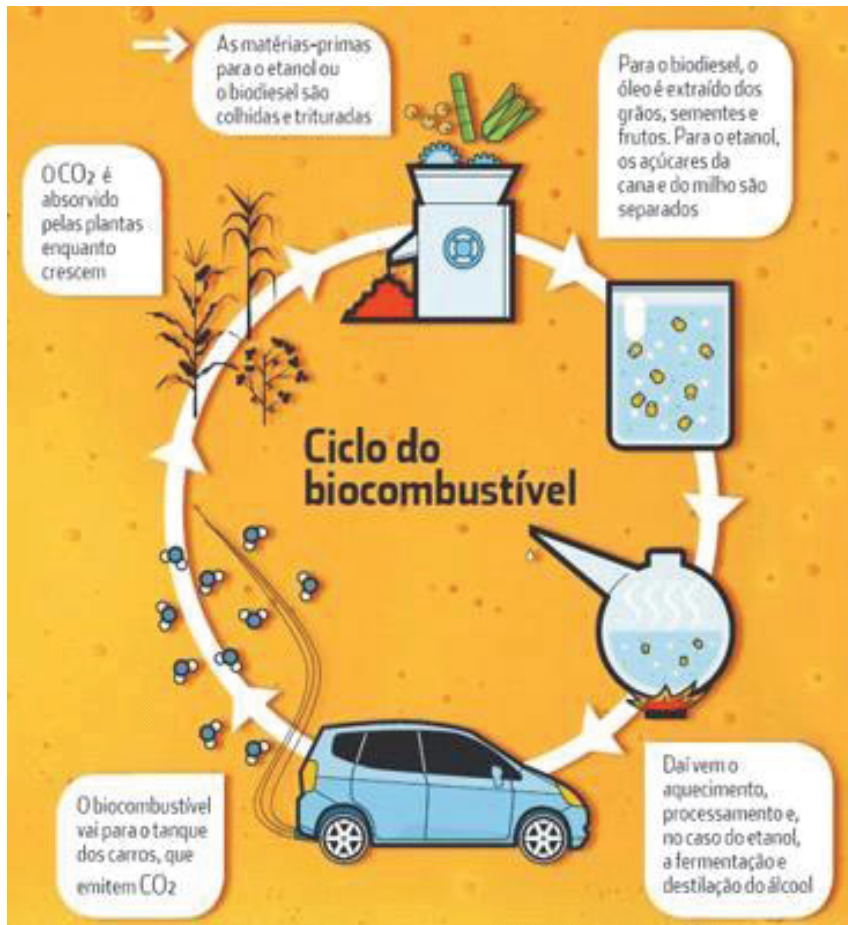 As matérias-primas
para o etanol ou
o biodiesel são
colhidas e trituradas
Para o biodiesel, o
óleo é extraído dos
grãos, sementes e
frutos. Para o etanol,
os açúcares da
cana e do milho são
separados
O CO₂ é
absorvido
pelas plantas
enquanto
crescem
Ciclo do
biocombustível
Daí vem o
aquecimento,
processamento e,
no caso do etanol,
a fermentação e
destilação do álcool
O biocombustível
vai para o tanque
dos carros, que
emitem CO₂